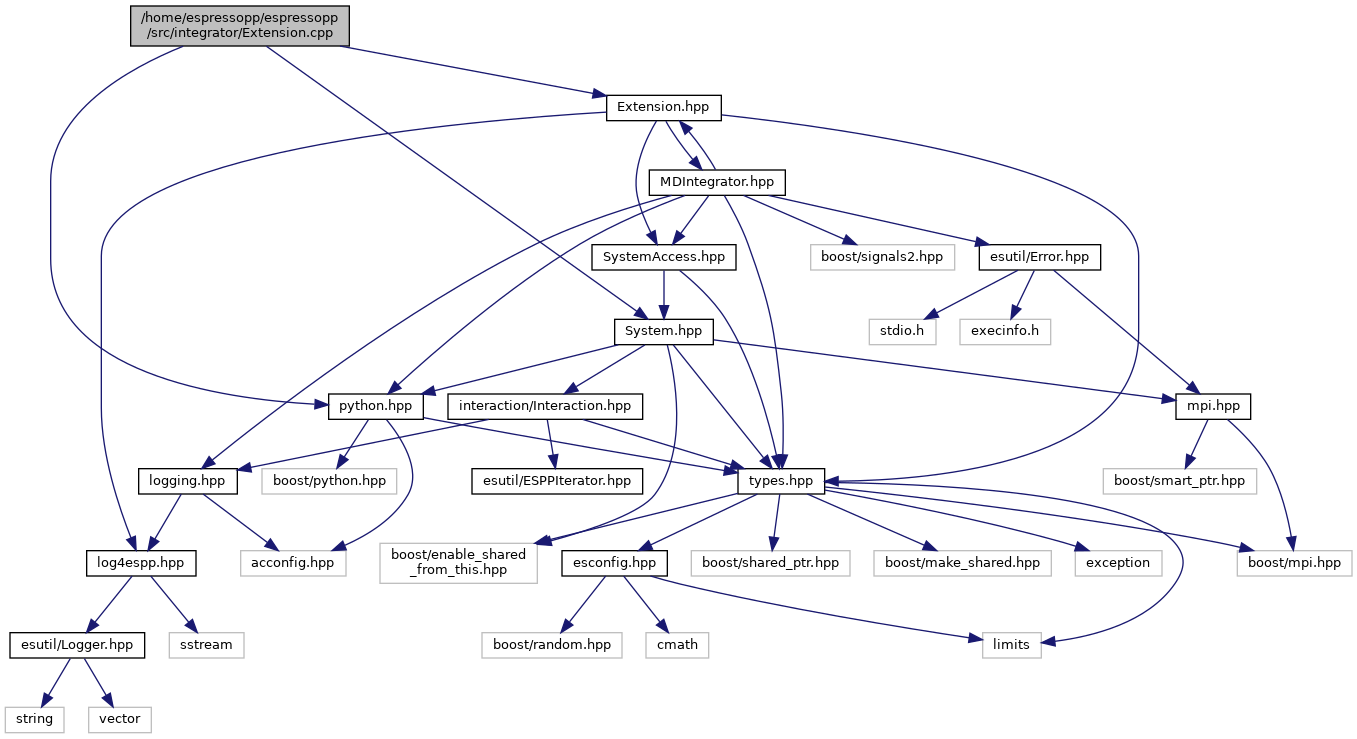 /home/espressopp/espressopp
/src/integrator/Extension.cpp
Extension.hpp
MDIntegrator.hpp
SystemAccess.hpp
boost/signals2.hpp
esutil/Error.hpp
System.hpp
stdio.h
execinfo.h
python.hpp
interaction/Interaction.hpp
mpi.hpp
logging.hpp
boost/python.hpp
esutil/ESPPIterator.hpp
types.hpp
boost/smart_ptr.hpp
log4espp.hpp
acconfig.hpp
boost/enable_shared
_from_this.hpp
esconfig.hpp
boost/shared_ptr.hpp
boost/make_shared.hpp
exception
boost/mpi.hpp
esutil/Logger.hpp
sstream
boost/random.hpp
cmath
limits
string
vector